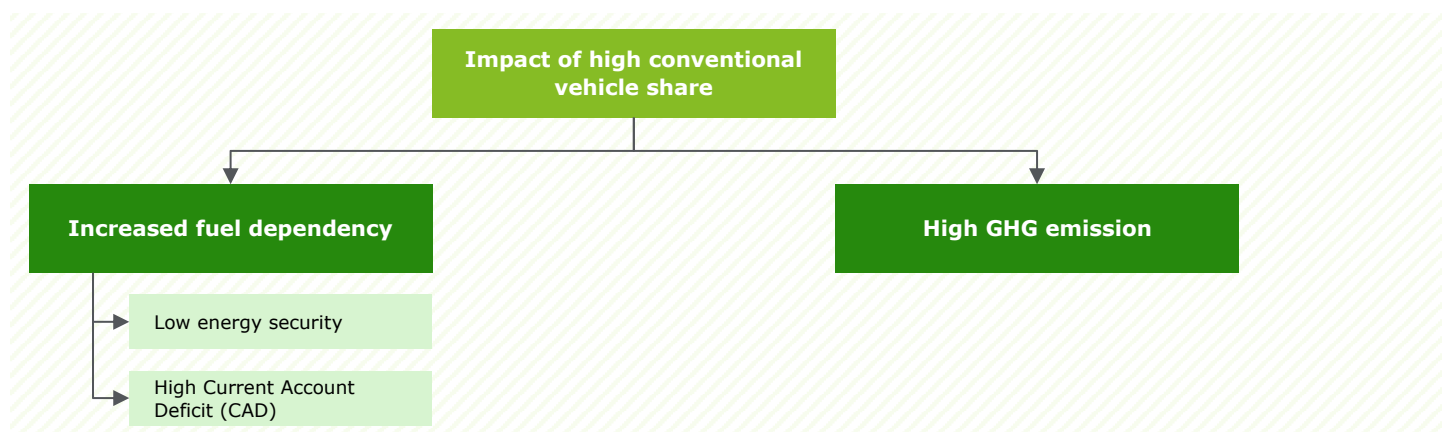 Impact of high conventional
vehicle share
Increased fuel dependency
High GHG emission
Low energy security
High Current Account
Deficit (CAD)